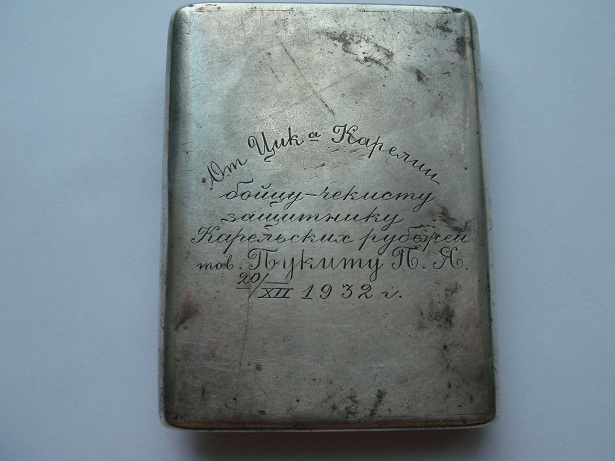 От Цик а Карелии
бойцу-чекисту
защитнику
Карельских рубежей
тов. Пукиту П. Я.
20/XII 1932 г.